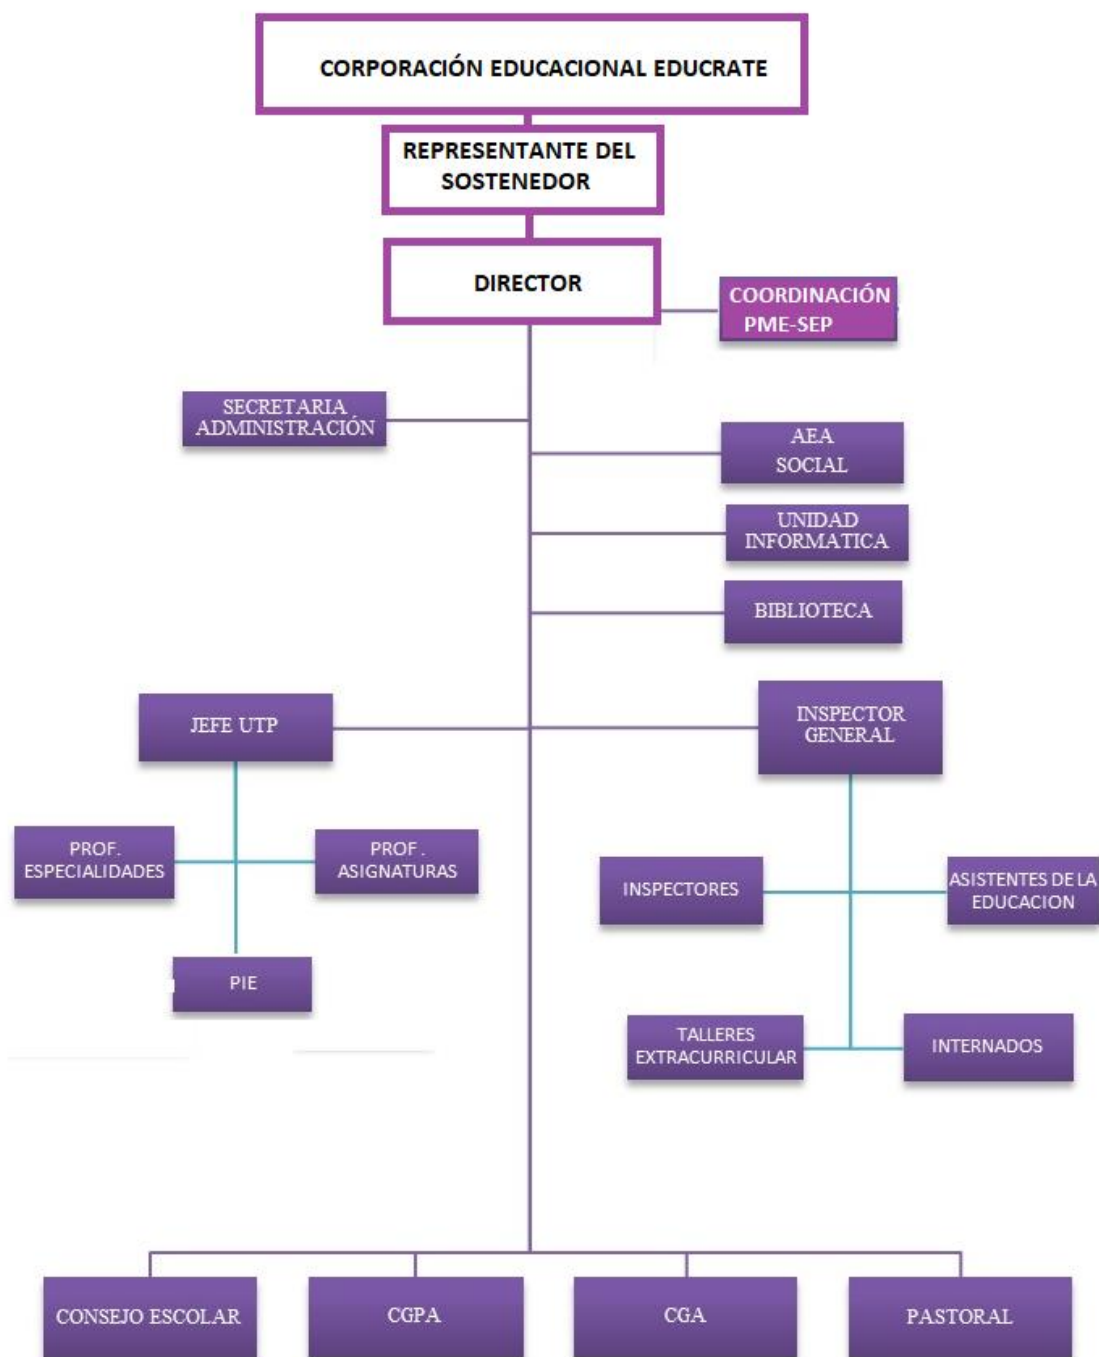 CORPORACIÓN EDUCACIONAL EDUCRATE
REPRESENTANTE DEL
SOSTENEDOR
DIRECTOR
COORDINACIÓN
PME-SEP
SECRETARIA
ADMINISTRACIÓN
AEA
SOCIAL
UNIDAD
INFORMATICA
BIBLIOTECA
JEFE UTP
INSPECTOR
GENERAL
PROF.
ESPECIALIDADES
PROF .
ASIGNATURAS
INSPECTORES
ASISTENTES DE LA
EDUCACION
PIE
TALLERES
EXTRACURRICULAR
INTERNADOS
CONSEJO ESCOLAR
CGPA
CGA
PASTORAL